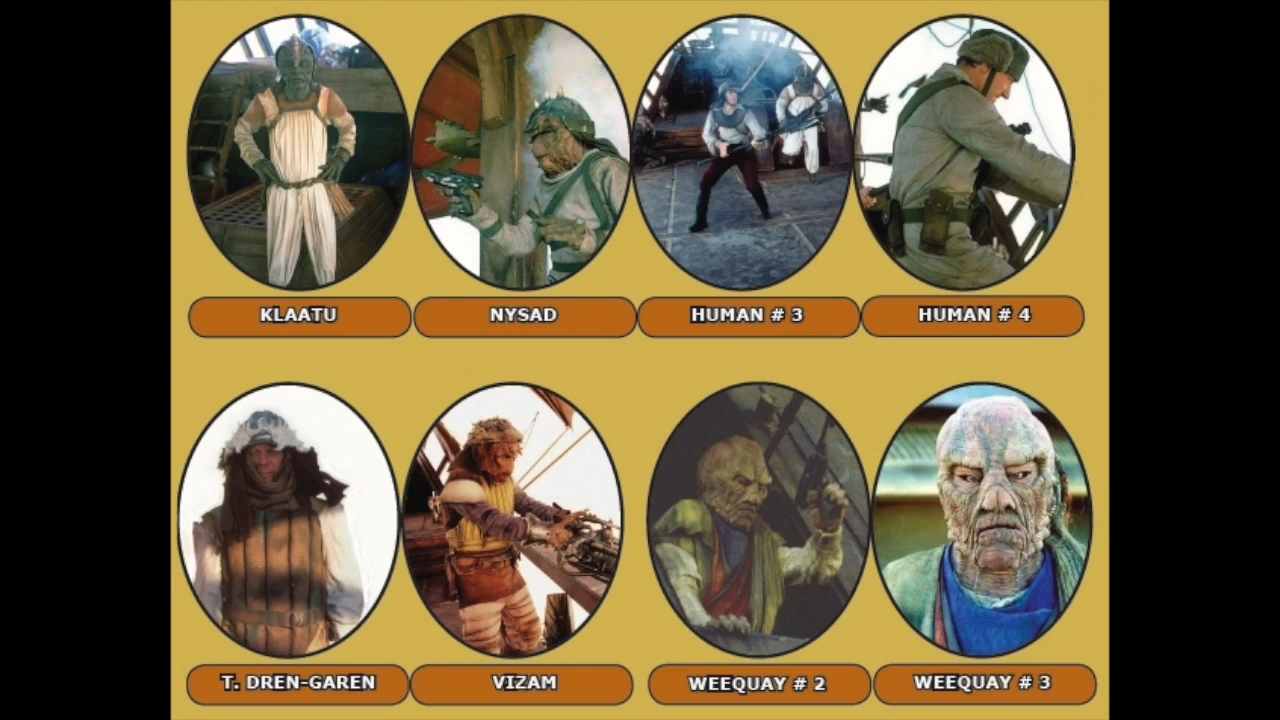 KLAATU
NYSAD
HUMAN # 3
HUMAN # 4
T. DREN-GAREN
VIZAM
WEEQUAY # 2
WEEQUAY # 3